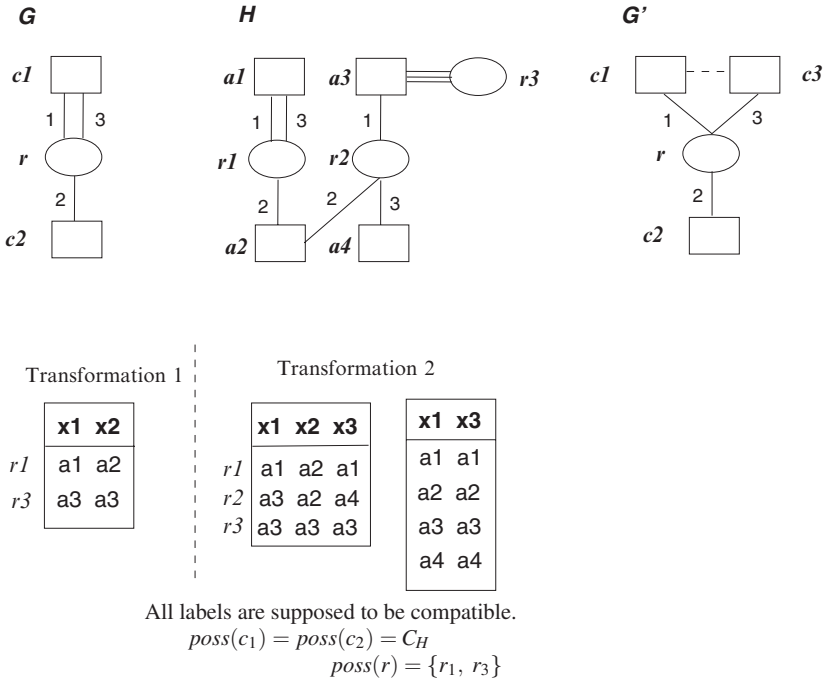 G H G'
c1 a1 a3 r3 c1 c3
1 3 1 3 1 1 3
r r1 r2 r
2 2 2 3 2
c2 a2 a4 c2
Transformation 1
x1 x2
r1 a1 a2
r3 a3 a3
Transformation 2
x1 x2 x3
r1 a1 a2 a1
r2 a3 a2 a4
r3 a3 a3 a3
x1 x3
a1 a1
a2 a2
a3 a3
a4 a4
All labels are supposed to be compatible.
poss(c₁) = poss(c₂) = C_H
poss(r) = {r₁, r₃}